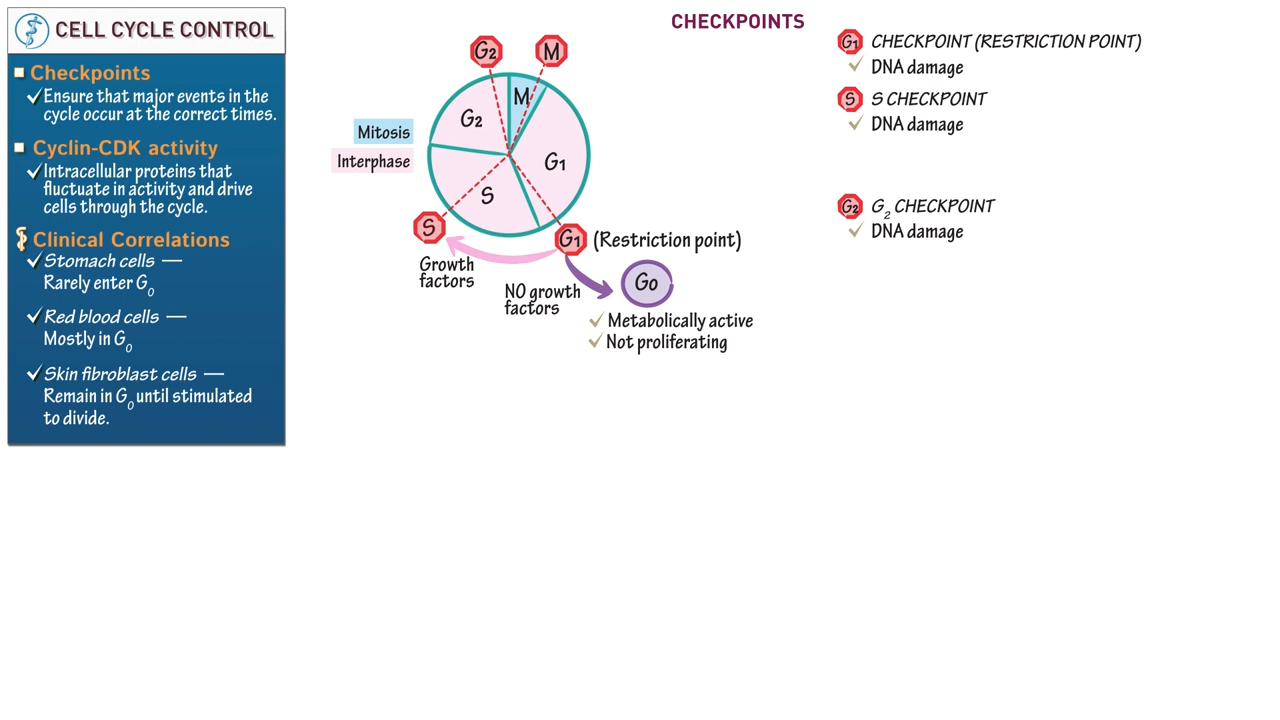 CELL CYCLE CONTROL
Checkpoints
Ensure that major events in the
cycle occur at the correct times.
Cyclin-CDK activity
Intracellular proteins that
fluctuate in activity and drive
cells through the cycle.
Clinical Correlations
Stomach cells —
Rarely enter G0
Red blood cells —
Mostly in G0
Skin fibroblast cells —
Remain in G0 until stimulated
to divide.
CHECKPOINTS
G2
M
M
G2
Mitosis
Interphase
G1
S
S
G1 (Restriction point)
Growth
factors
NO growth
factors
G0
Metabolically active
Not proliferating
G1 CHECKPOINT (RESTRICTION POINT)
DNA damage
S S CHECKPOINT
DNA damage
G2 G2 CHECKPOINT
DNA damage